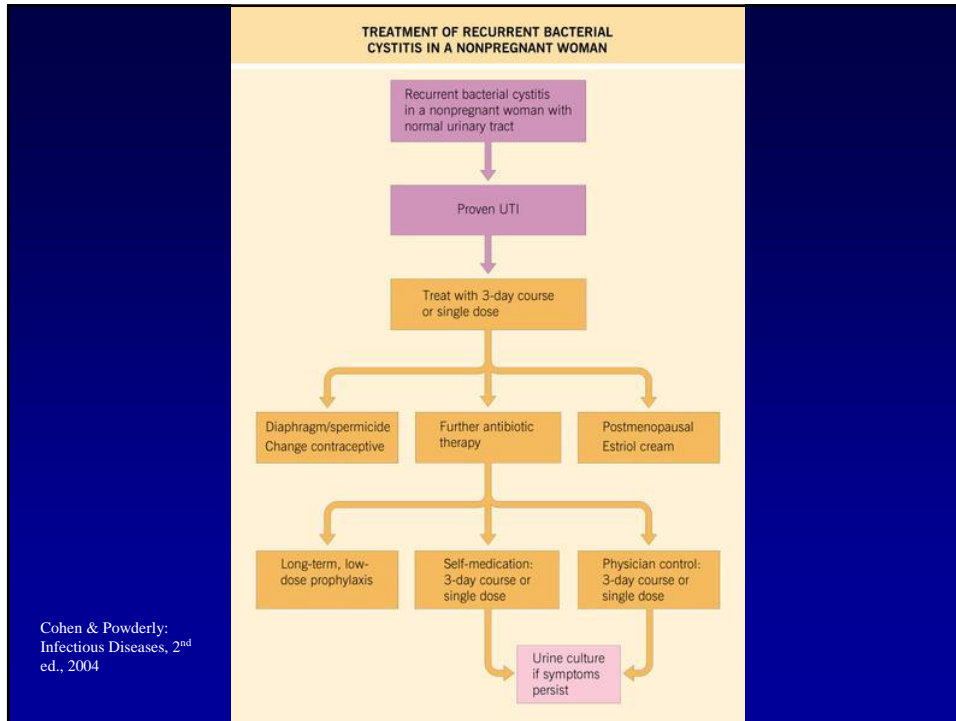 TREATMENT OF RECURRENT BACTERIAL
CYSTITIS IN A NONPREGNANT WOMAN
Recurrent bacterial cystitis
in a nonpregnant woman with
normal urinary tract
Proven UTI
Treat with 3-day course
or single dose
Diaphragm/spermicide
Change contraceptive
Further antibiotic
therapy
Postmenopausal
Estriol cream
Long-term, low-
dose prophylaxis
Self-medication:
3-day course or
single dose
Physician control:
3-day course or
single dose
Urine culture
if symptoms
persist
Cohen & Powderly:
Infectious Diseases, 2nd
ed., 2004